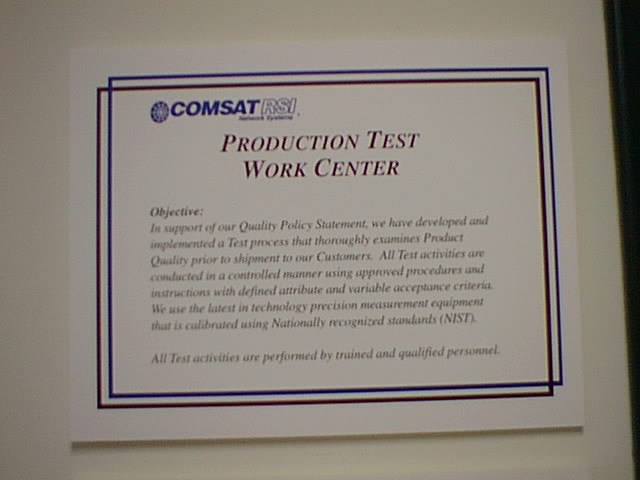 COMSAT RSI
Network Systems
PRODUCTION TEST
WORK CENTER
Objective:
In support of our Quality Policy Statement, we have developed and
implemented a Test process that thoroughly examines Product
Quality prior to shipment to our Customers. All Test activities are
conducted in a controlled manner using approved procedures and
instructions with defined attribute and variable acceptance criteria.
We use the latest in technology precision measurement equipment
that is calibrated using Nationally recognized standards (NIST).
All Test activities are performed by trained and qualified personnel.